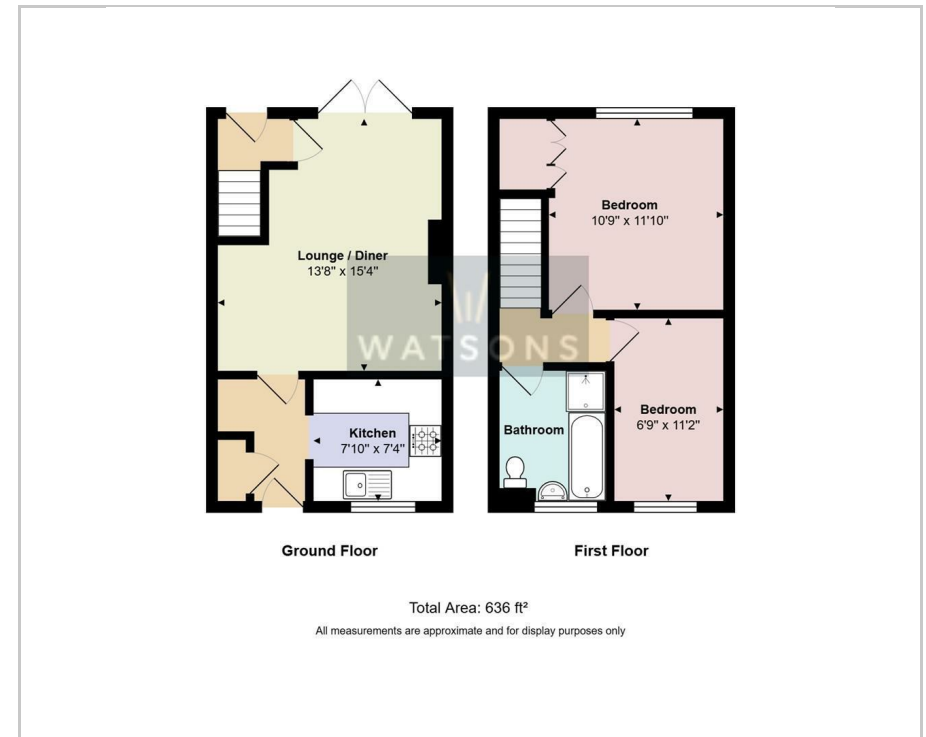 Lounge / Diner
13'8" x 15'4"
Kitchen
7'10" x 7'4"
Ground Floor
Bedroom
10'9" x 11'10"
Bedroom
6'9" x 11'2"
Bathroom
First Floor
WATSONS
Total Area: 636 ft²
All measurements are approximate and for display purposes only